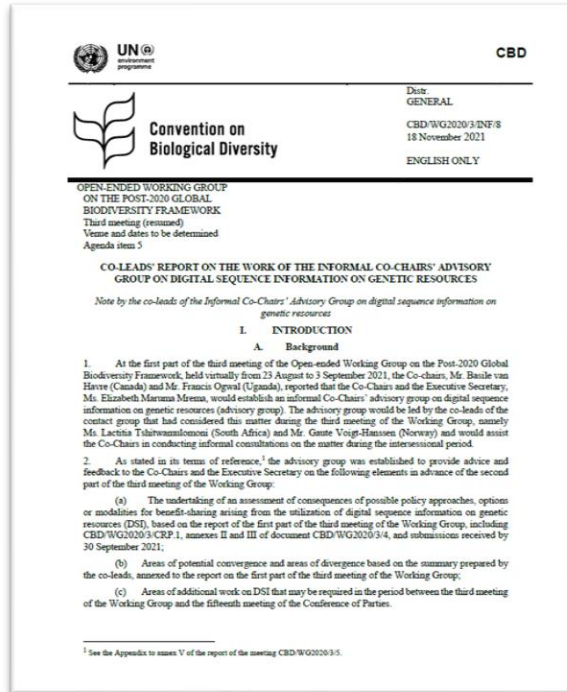 UN
environment
programme
CBD
Convention on
Biological Diversity
Distr.
GENERAL
CBD/WG2020/3/INF/8
18 November 2021
ENGLISH ONLY
OPEN-ENDED WORKING GROUP
ON THE POST-2020 GLOBAL
BIODIVERSITY FRAMEWORK
Third meeting (resumed)
Venue and dates to be determined
Agenda item 5
CO-LEADS' REPORT ON THE WORK OF THE INFORMAL CO-CHAIRS' ADVISORY
GROUP ON DIGITAL SEQUENCE INFORMATION ON GENETIC RESOURCES
Note by the co-leads of the Informal Co-Chairs' Advisory Group on digital sequence information on
genetic resources
I. INTRODUCTION
A. Background
1. At the first part of the third meeting of the Open-ended Working Group on the Post-2020 Global
Biodiversity Framework, held virtually from 23 August to 3 September 2021, the Co-chairs, Mr. Basile van
Havre (Canada) and Mr. Francis Ogwal (Uganda), reported that the Co-Chairs and the Executive Secretary,
Ms. Elizabeth Maruma Mrema, would establish an informal Co-Chairs' advisory group on digital sequence
information on genetic resources (advisory group). The advisory group would be led by the co-leads of the
contact group that had considered this matter during the third meeting of the Working Group, namely
Ms. Lactitia Tshitwamulomoni (South Africa) and Mr. Gaute Voigt-Hanssen (Norway) and would assist
the Co-Chairs in conducting informal consultations on the matter during the intersessional period.
2. As stated in its terms of reference,1 the advisory group was established to provide advice and
feedback to the Co-Chairs and the Executive Secretary on the following elements in advance of the second
part of the third meeting of the Working Group:
(a) The undertaking of an assessment of consequences of possible policy approaches, options
or modalities for benefit-sharing arising from the utilization of digital sequence information on genetic
resources (DSI), based on the report of the first part of the third meeting of the Working Group, including
CBD/WG2020/3/CRP.1, annexes II and III of document CBD/WG2020/3/4, and submissions received by
30 September 2021;
(b) Areas of potential convergence and areas of divergence based on the summary prepared by
the co-leads, annexed to the report on the first part of the third meeting of the Working Group;
(c) Areas of additional work on DSI that may be required in the period between the third meeting
of the Working Group and the fifteenth meeting of the Conference of Parties.
1 See the Appendix to annex V of the report of the meeting CBD/WG2020/3/5.